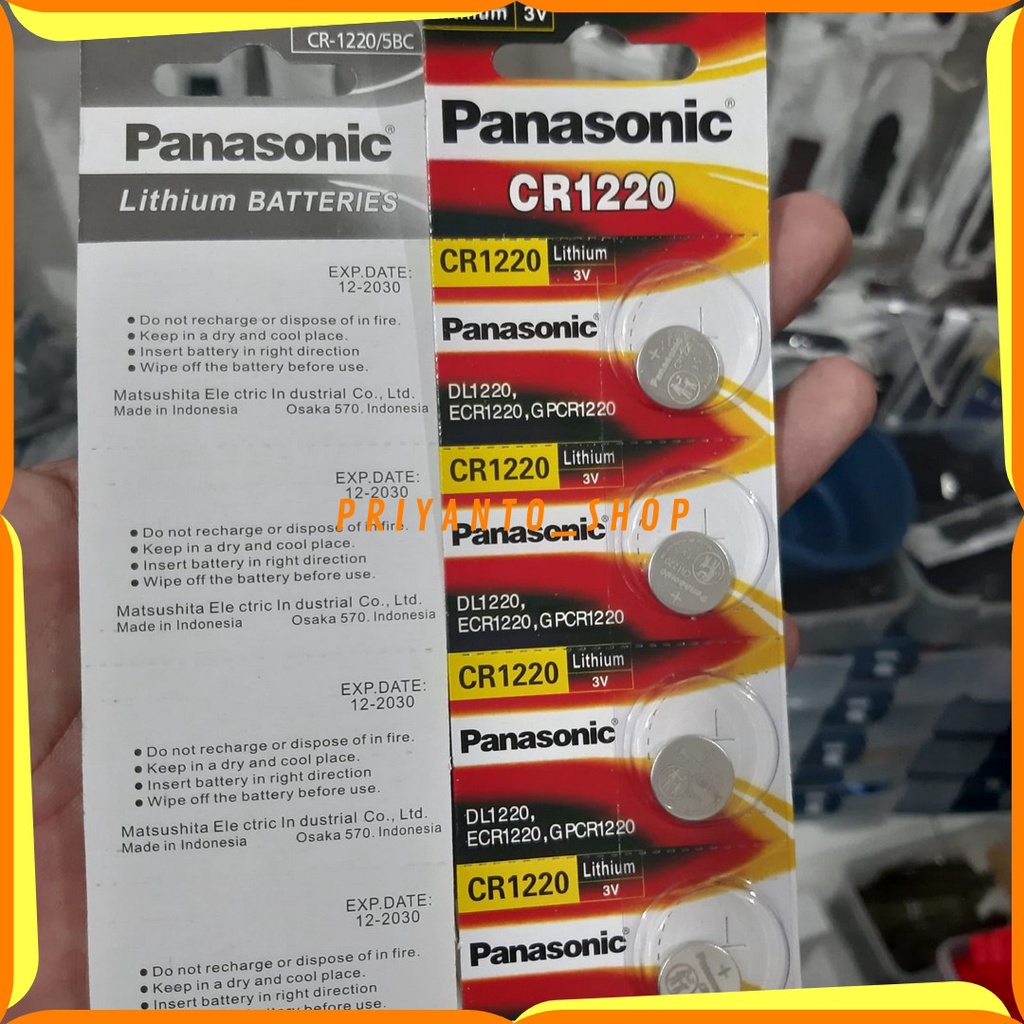 CR-1220/5BC
Panasonic®
Lithium BATTERIES
EXP.DATE:
12-2030
Do not recharge or dispose of in fire.
Keep in a dry and cool place.
Insert battery in right direction
Wipe off the battery before use.
Matsushita Ele ctric In dustrial Co., Ltd.
Made in Indonesia Osaka 570. Indonesia
EXP.DATE:
12-2030
Do not recharge or dispose of in fire.
Keep in a dry and cool place.
Insert battery in right direction
Wipe off the battery before use.
Matsushita Ele ctric In dustrial Co., Ltd.
Made in Indonesia Osaka 570. Indonesia
EXP.DATE:
12-2030
Do not recharge or dispose of in fire.
Keep in a dry and cool place.
Insert battery in right direction
Wipe off the battery before use.
Matsushita Ele ctric In dustrial Co., Ltd.
Made in Indonesia Osaka 570. Indonesia
EXP.DATE:
12-2030
Do not recharge or dispose of in fire.
Keep in a dry and cool place.
Insert battery in right direction
3V
Panasonic®
CR1220
CR1220 Lithium
3V
Panasonic®
DL1220,
ECR1220,GPCR1220
CR1220 Lithium
3V
Panasonic®
DL1220,
ECR1220,GPCR1220
CR1220 Lithium
3V
Panasonic®
DL1220,
ECR1220,GPCR1220
CR1220 Lithium
3V
Panasonic®
PRIYANTO_SHOP